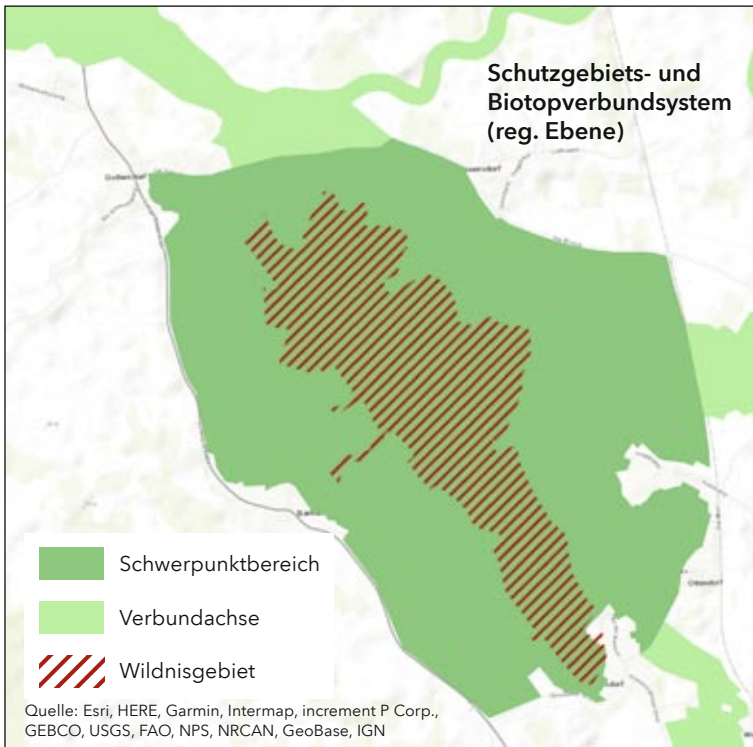 Schutzgebiets- und
Biotopverbundsystem
(reg. Ebene)
Schwerpunktbereich
Verbundachse
Wildnisgebiet
Quelle: Esri, HERE, Garmin, Intermap, increment P Corp.,
GEBCO, USGS, FAO, NPS, NRCAN, GeoBase, IGN